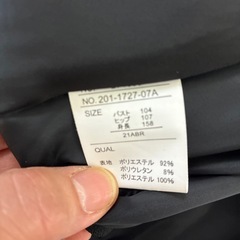 NO. 201-1727-07A
SIZE バスト 104
ヒップ 107
身長 158
21ABR
QUAL
表地 ポリエステル 92%
ポリウレタン 8%
裏地 ポリエステル 100%